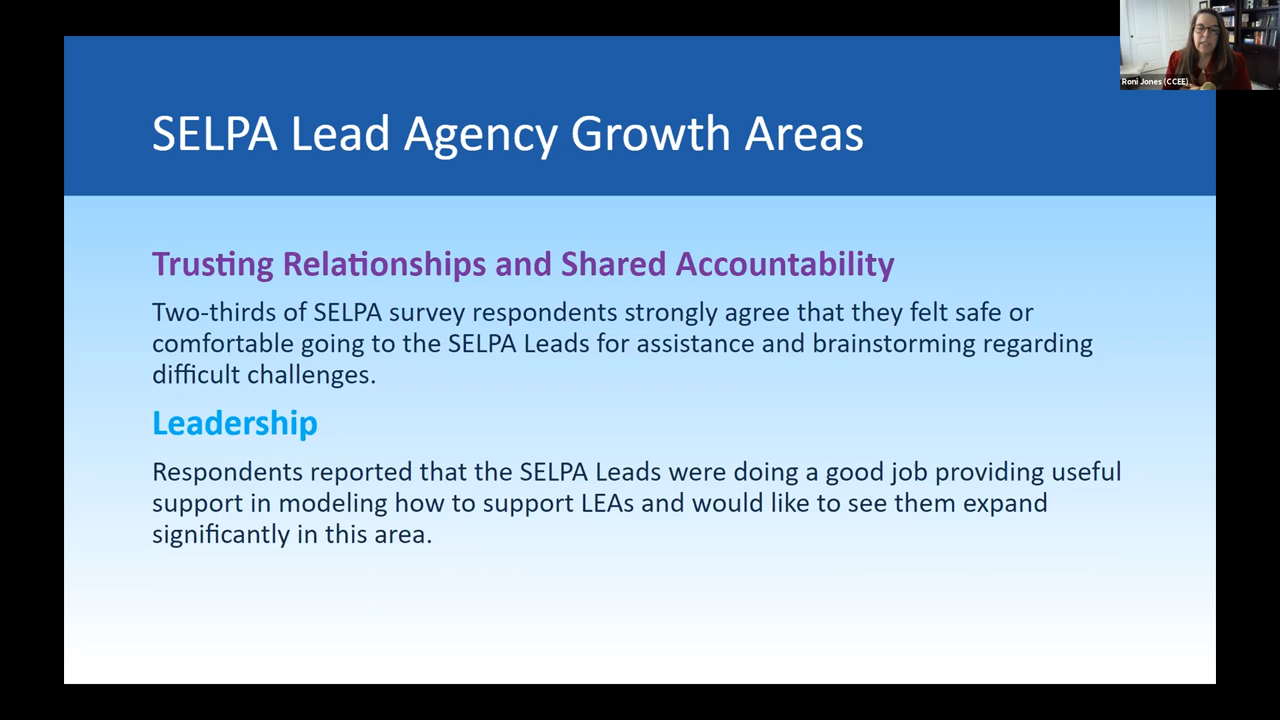 Roni Jones (CCEE)
SELPA Lead Agency Growth Areas
Trusting Relationships and Shared Accountability
Two-thirds of SELPA survey respondents strongly agree that they felt safe or
comfortable going to the SELPA Leads for assistance and brainstorming regarding
difficult challenges.
Leadership
Respondents reported that the SELPA Leads were doing a good job providing useful
support in modeling how to support LEAs and would like to see them expand
significantly in this area.